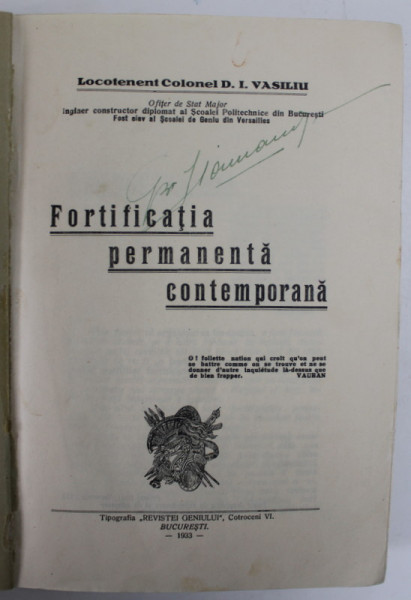 Locotenent Colonel D. I. VASILIU
Ofițer de Stat Major
Inginer constructor diplomat al Școalei Politechnice din București
Fost elev al Școalei de Geniu din Versailles
Fortificația
permanentă
contemporană
O! follette nation qui croit qu'on peut
se battre comme on se trouve et ne se
donner d'autre inquiétude là-dessus que
de bien frapper. VAUBAN
Tipografia „REVISTEI GENIULUI", Cotroceni VI.
BUCUREȘTI.
— 1933 —